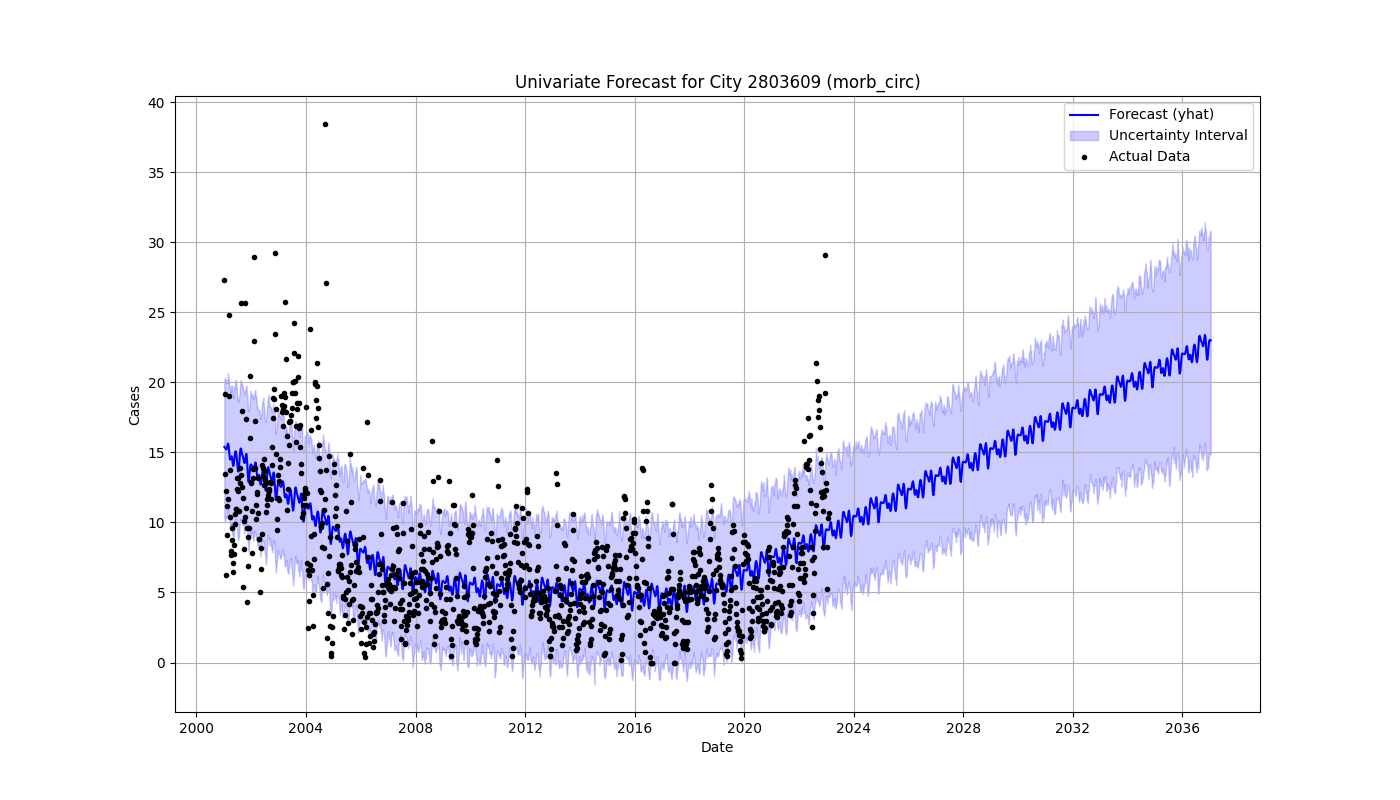 Univariate Forecast for City 2803609 (morb_circ)
Forecast (yhat)
Uncertainty Interval
Actual Data
Cases
40
35
30
25
20
15
10
5
0
2000 2004 2008 2012 2016 2020 2024 2028 2032 2036
Date